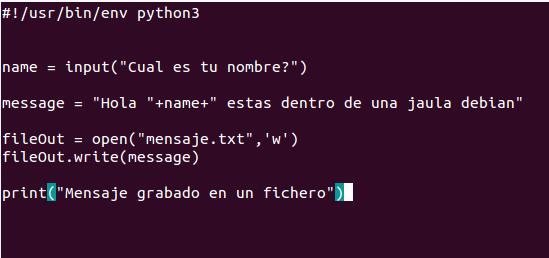 #!/usr/bin/env python3
name = input("Cual es tu nombre?")
message = "Hola "+name+" estas dentro de una jaula debian"
fileOut = open("mensaje.txt",'w')
fileOut.write(message)
print("Mensaje grabado en un fichero")